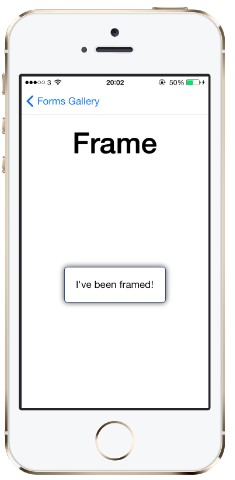 3 20:02 50%
Forms Gallery
Frame
I've been framed!